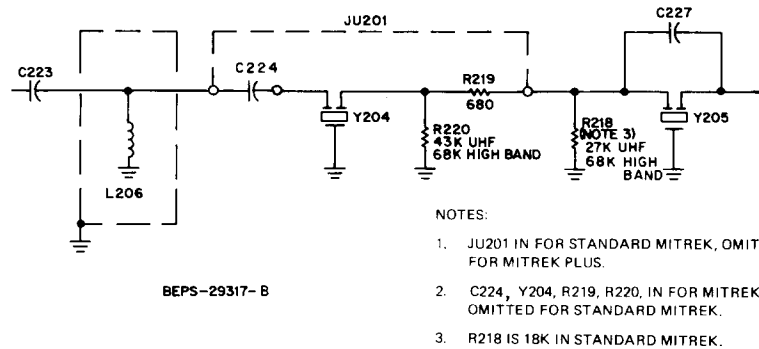 JU201
C227
C223
C224
R219
680
Y204
R220
43K UHF
68K HIGH BAND
R218
(NOTE 3)
27K UHF
68K HIGH
BAND
Y205
L206
BEPS-29317-B
NOTES:
1. JU201 IN FOR STANDARD MITREK, OMIT
FOR MITREK PLUS.
2. C224, Y204, R219, R220, IN FOR MITREK
OMITTED FOR STANDARD MITREK.
3. R218 IS 18K IN STANDARD MITREK.